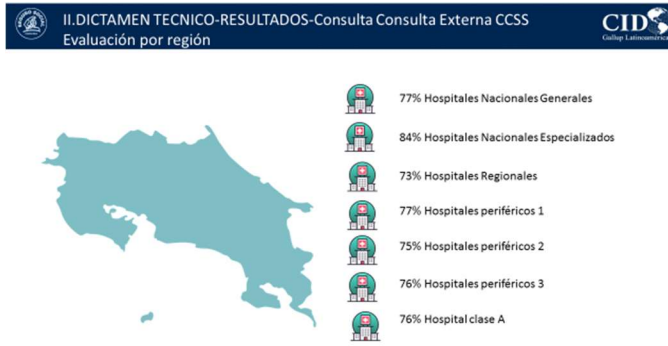 II.DICTAMEN TECNICO-RESULTADOS-Consulta Consulta Externa CCSS
Evaluación por región
CID
Gallup Latinoamérica
77% Hospitales Nacionales Generales
84% Hospitales Nacionales Especializados
73% Hospitales Regionales
77% Hospitales periféricos 1
75% Hospitales periféricos 2
76% Hospitales periféricos 3
76% Hospital clase A